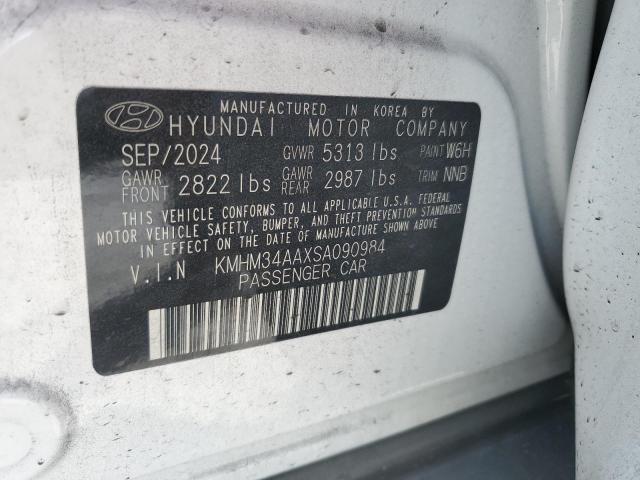 MANUFACTURED IN KOREA BY
HYUNDAI MOTOR COMPANY
SEP/2024 GVWR 5313 lbs PAINT W6H
GAWR FRONT 2822 lbs GAWR REAR 2987 lbs TRIM NNB
THIS VEHICLE CONFORMS TO ALL APPLICABLE U.S.A. FEDERAL
MOTOR VEHICLE SAFETY, BUMPER, AND THEFT PREVENTION STANDARDS
IN EFFECT ON THE DATE OF MANUFACTURE SHOWN ABOVE.
V.I.N KMHM34AAXSA090984
PASSENGER CAR